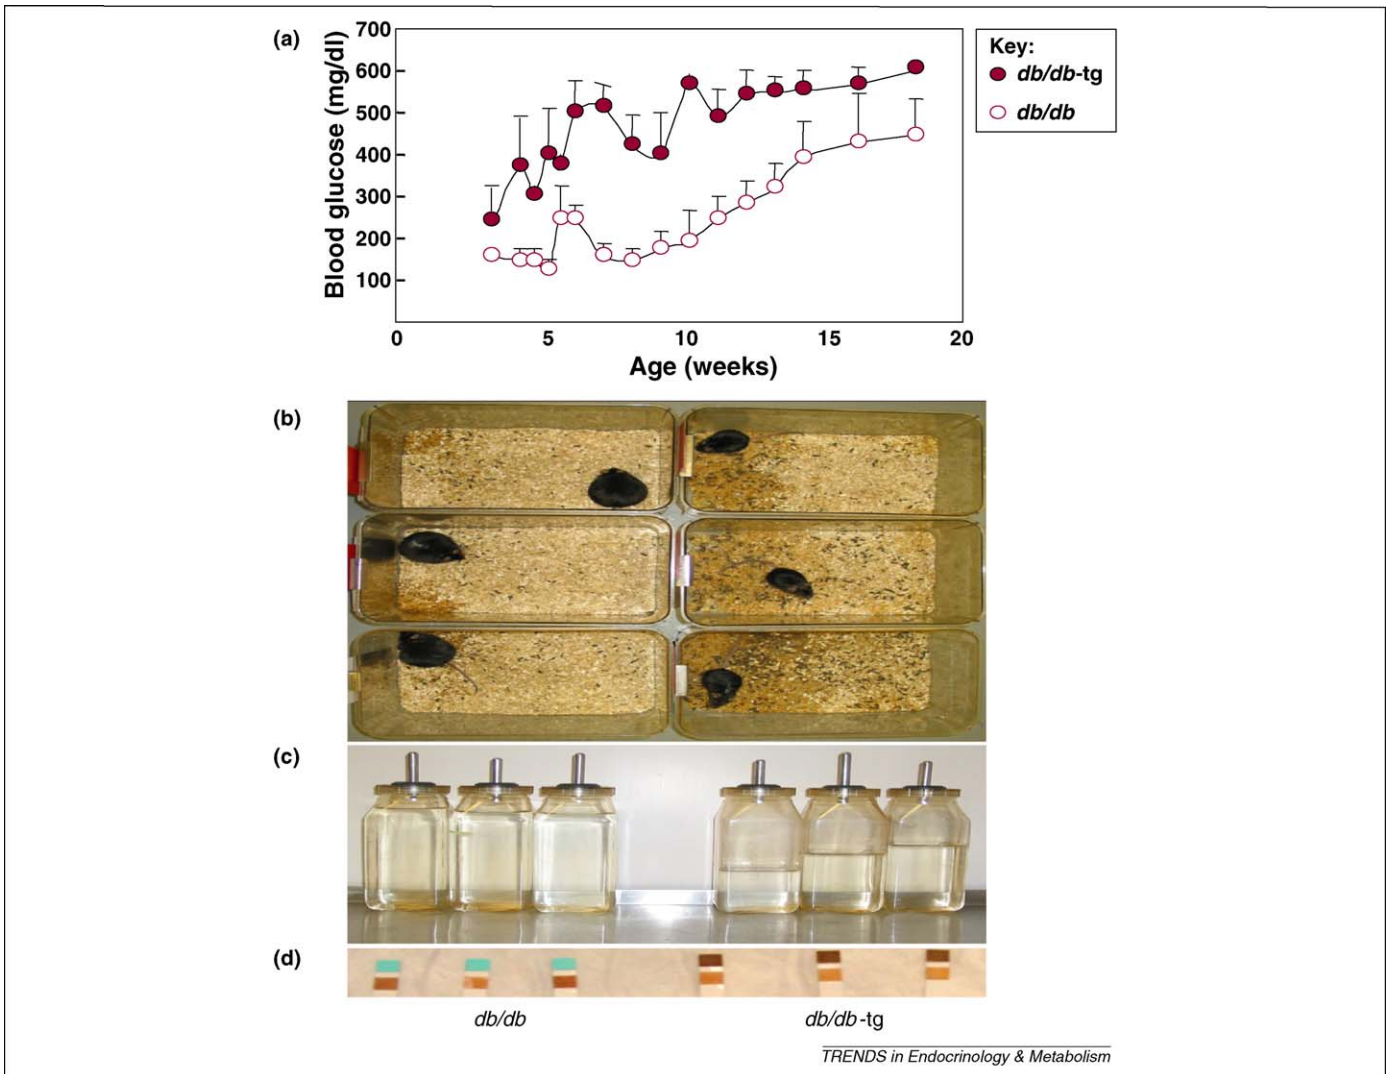 (a)
Blood glucose (mg/dl)
700
600
500
400
300
200
100
0 5 10 15 20
Age (weeks)
Key:
db/db-tg
db/db
(b)
(c)
(d)
db/db db/db-tg
TRENDS in Endocrinology & Metabolism